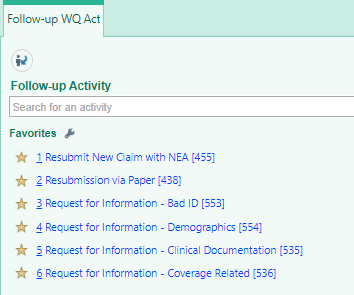 Follow-up WQ Act
Follow-up Activity
Search for an activity
Favorites
1 Resubmit New Claim with NEA [455]
2 Resubmission via Paper [438]
3 Request for Information - Bad ID [553]
4 Request for Information - Demographics [554]
5 Request for Information - Clinical Documentation [535]
6 Request for Information - Coverage Related [536]